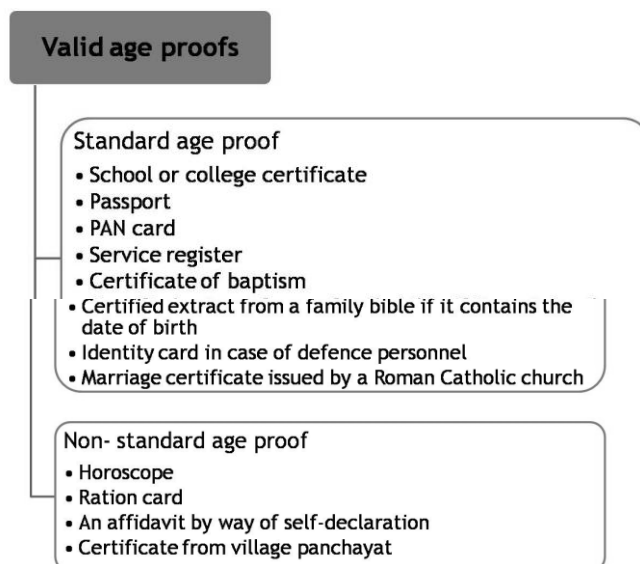 Valid age proofs
Standard age proof
• School or college certificate
• Passport
• PAN card
• Service register
• Certificate of baptism
• Certified extract from a family bible if it contains the
date of birth
• Identity card in case of defence personnel
• Marriage certificate issued by a Roman Catholic church
Non- standard age proof
• Horoscope
• Ration card
• An affidavit by way of self-declaration
• Certificate from village panchayat